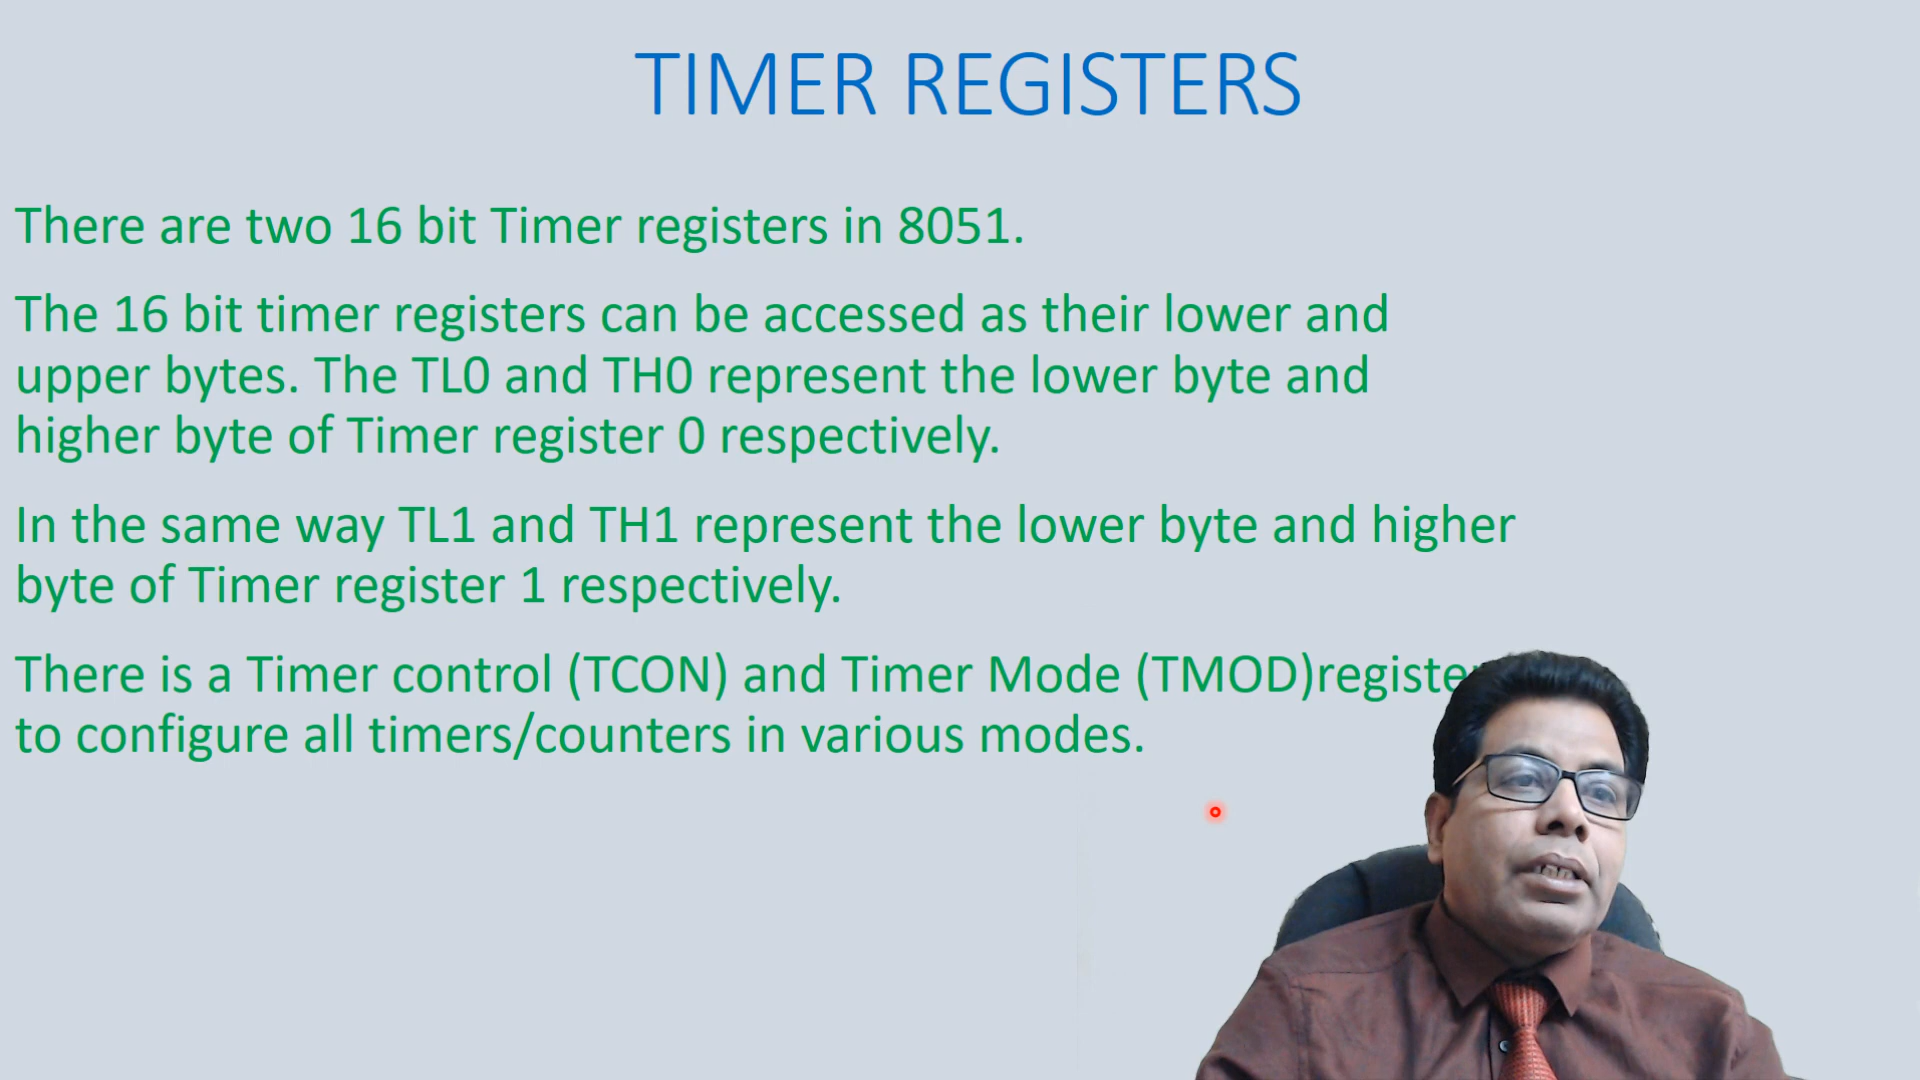 TIMER REGISTERS
There are two 16 bit Timer registers in 8051.
The 16 bit timer registers can be accessed as their lower and
upper bytes. The TL0 and TH0 represent the lower byte and
higher byte of Timer register 0 respectively.
In the same way TL1 and TH1 represent the lower byte and higher
byte of Timer register 1 respectively.
There is a Timer control (TCON) and Timer Mode (TMOD)register
to configure all timers/counters in various modes.